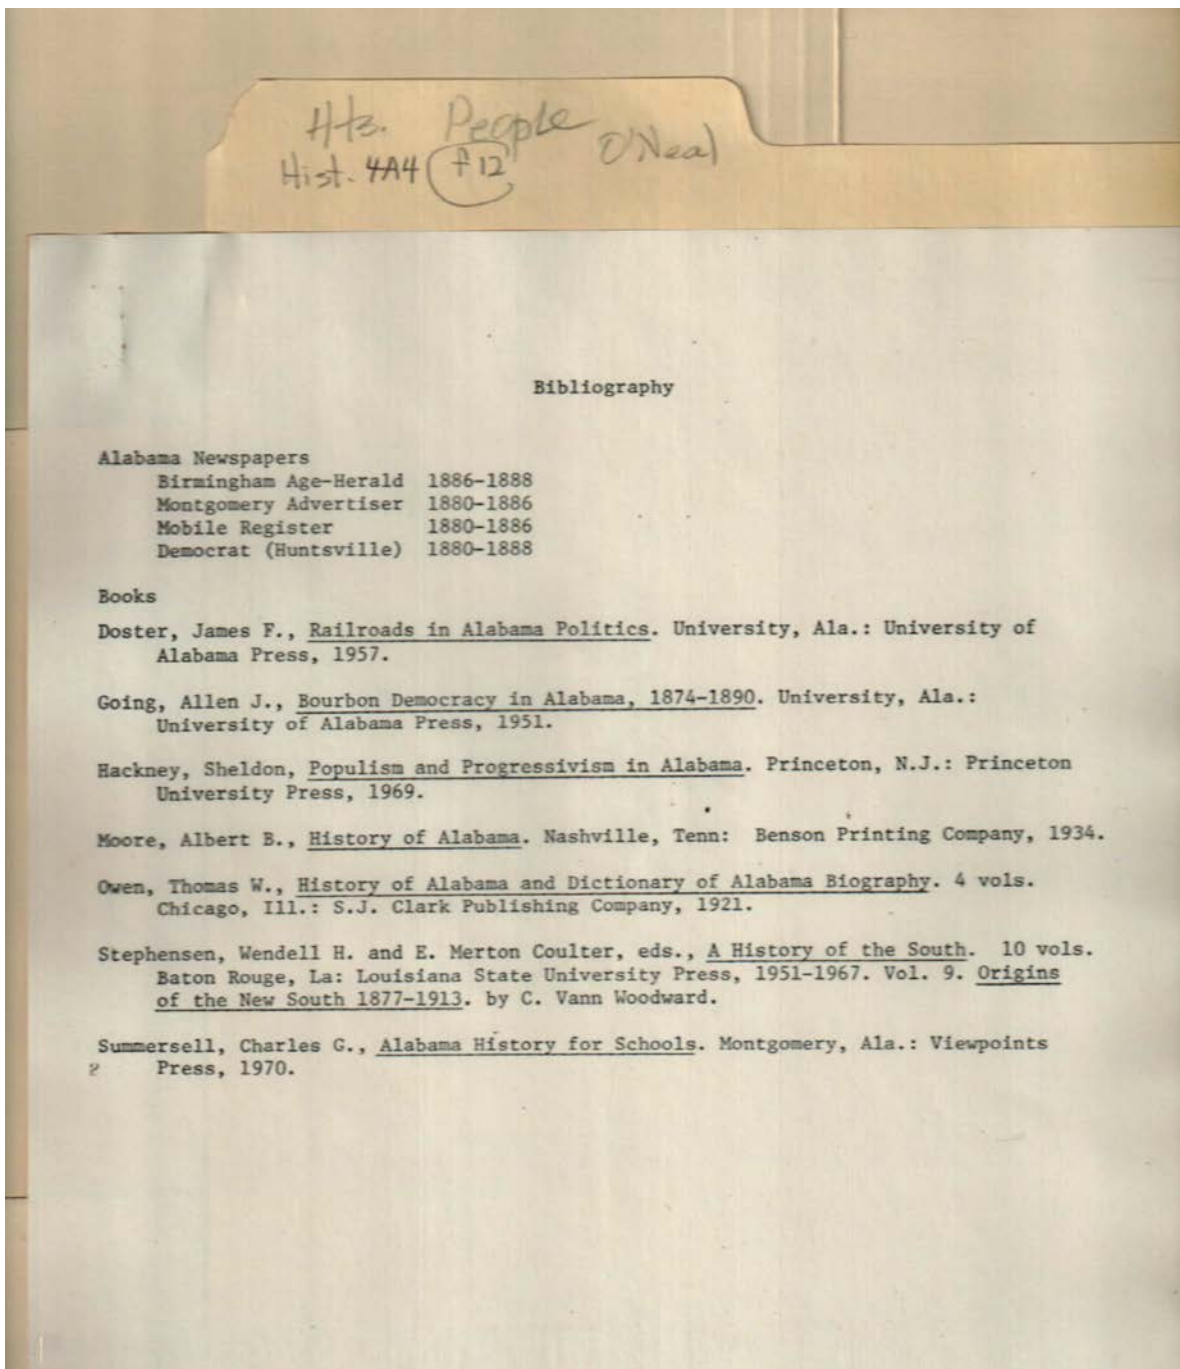 Htz. People O'Neal
Hist. 4A4 f12
Bibliography
Alabama Newspapers
Birmingham Age-Herald 1886-1888
Montgomery Advertiser 1880-1886
Mobile Register 1880-1886
Democrat (Huntsville) 1880-1888
Books
Doster, James F., Railroads in Alabama Politics. University, Ala.: University of
Alabama Press, 1957.
Going, Allen J., Bourbon Democracy in Alabama, 1874-1890. University, Ala.:
University of Alabama Press, 1951.
Hackney, Sheldon, Populism and Progressivism in Alabama. Princeton, N.J.: Princeton
University Press, 1969.
Moore, Albert B., History of Alabama. Nashville, Tenn: Benson Printing Company, 1934.
Owen, Thomas W., History of Alabama and Dictionary of Alabama Biography. 4 vols.
Chicago, Ill.: S.J. Clark Publishing Company, 1921.
Stephensen, Wendell H. and E. Merton Coulter, eds., A History of the South. 10 vols.
Baton Rouge, La: Louisiana State University Press, 1951-1967. Vol. 9. Origins
of the New South 1877-1913. by C. Vann Woodward.
Summersell, Charles G., Alabama History for Schools. Montgomery, Ala.: Viewpoints
Press, 1970.